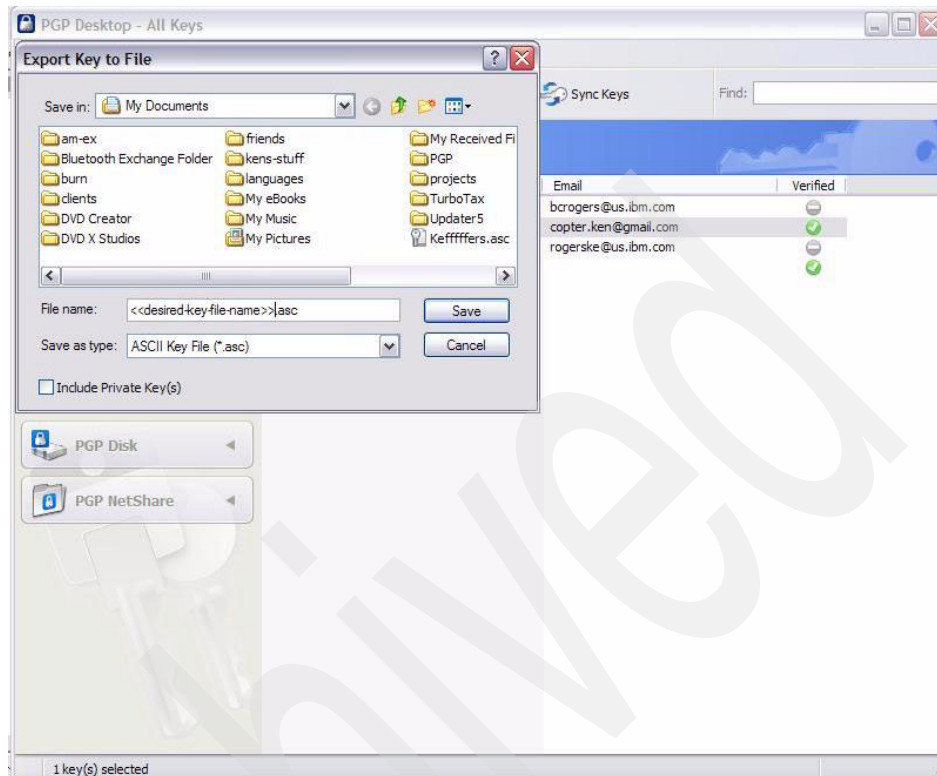 PGP Desktop - All Keys
Export Key to File
Save in: My Documents
Sync Keys
Find:
am-ex
friends
My Received Fi
Bluetooth Exchange Folder
kens-stuff
PGP
burn
languages
projects
clients
My eBooks
TurboTax
DVD Creator
My Music
Updater5
DVD X Studios
My Pictures
Kefffffers.asc
Email Verified
bcrogers@us.ibm.com
copter.ken@gmail.com
rogerske@us.ibm.com
File name: <<desired-key-file-name>>.asc
Save
Save as type: ASCII Key File (*.asc)
Cancel
Include Private Key(s)
PGP Disk
PGP NetShare
hived
1 key(s) selected